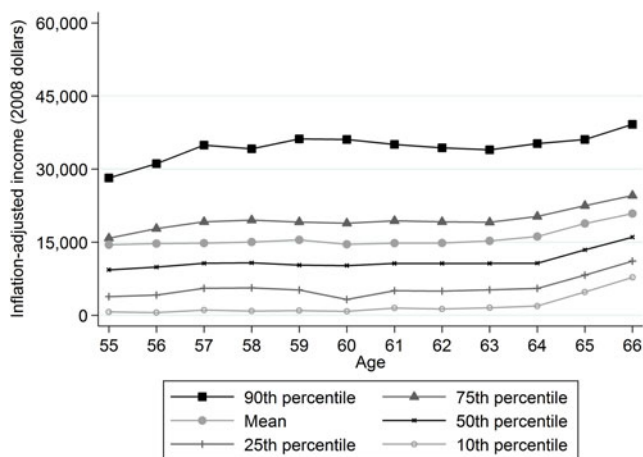 60,000
45,000
30,000
15,000
0
Inflation-adjusted income (2008 dollars)
55 56 57 58 59 60 61 62 63 64 65 66
Age
90th percentile 75th percentile
Mean 50th percentile
25th percentile 10th percentile